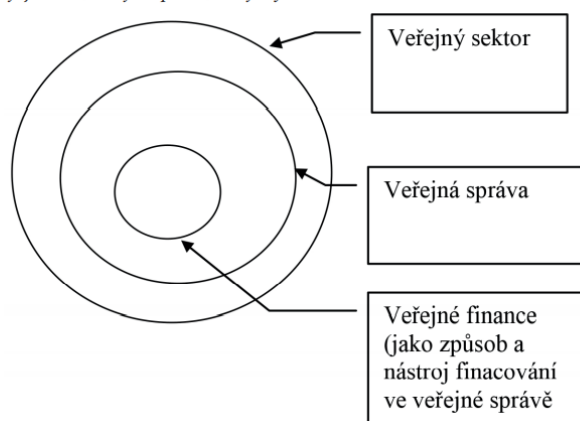 Veřejný sektor
Veřejná správa
Veřejné finance
(jako způsob a
nástroj finacování
ve veřejné správě